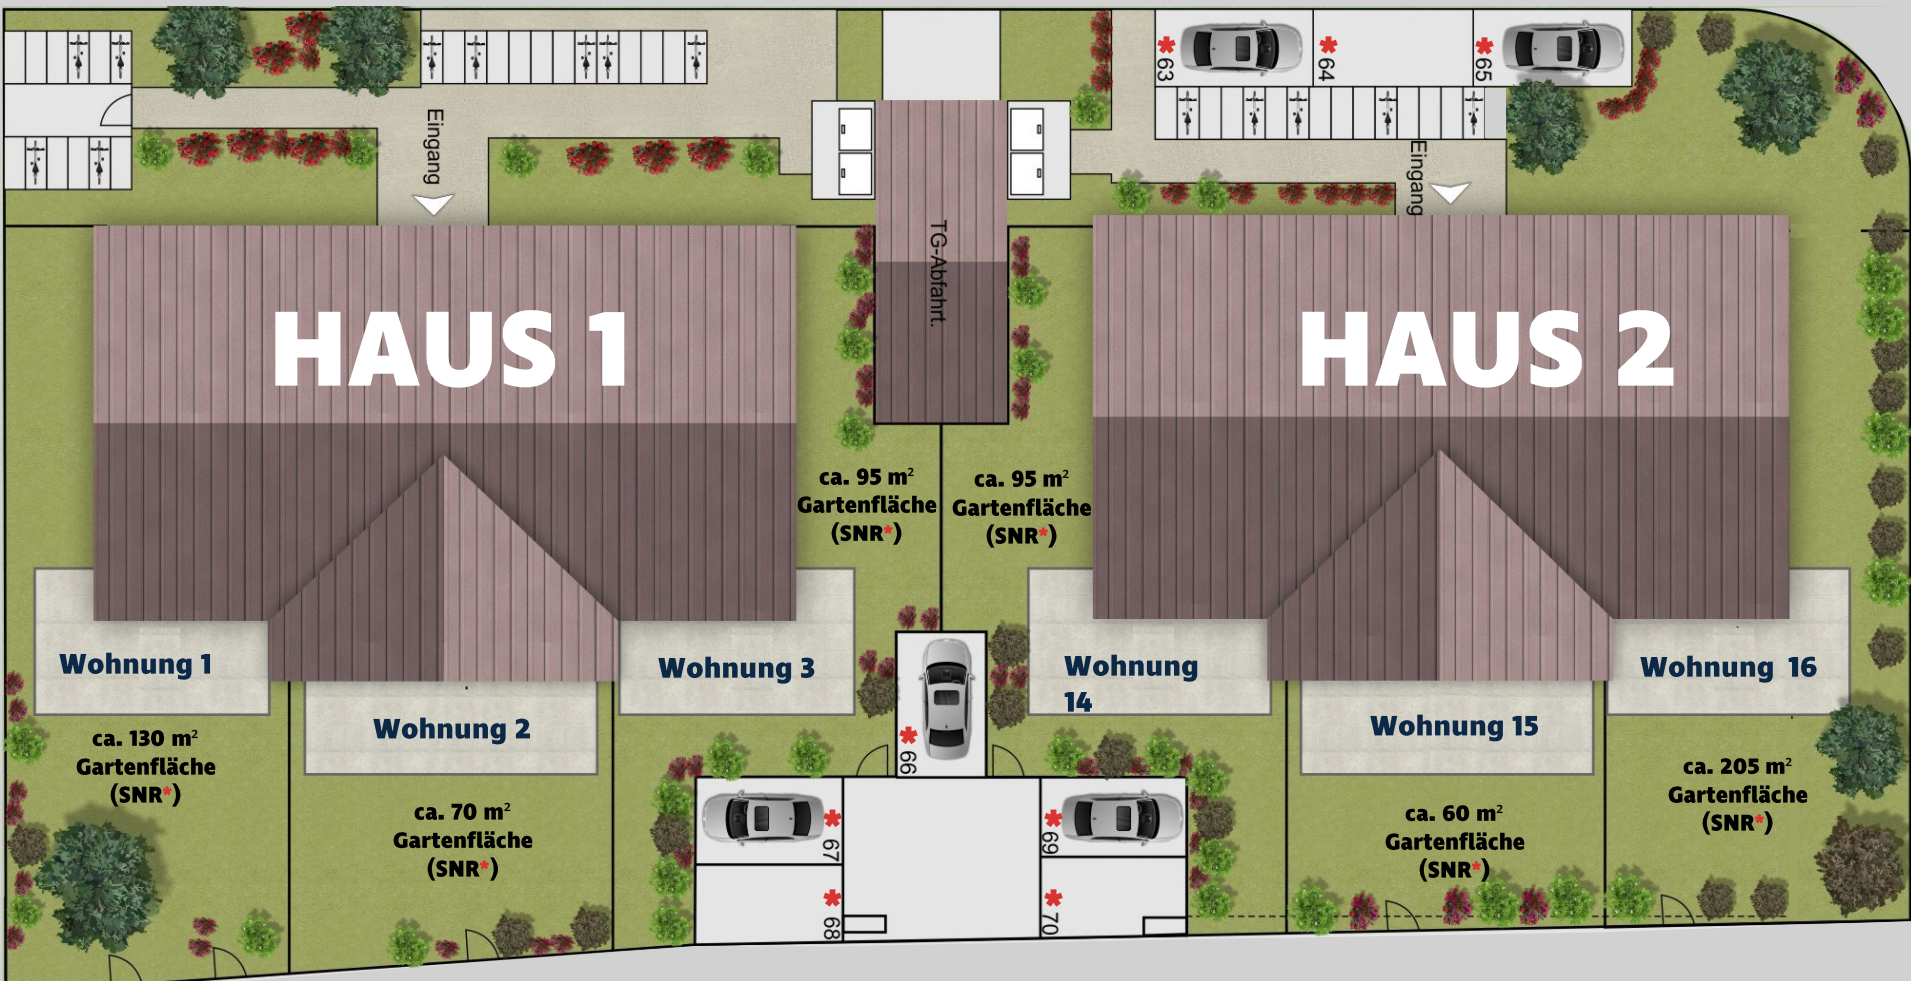 *63
*64
*65
Eingang
Eingang
TG-Abfahrt.
HAUS 1
HAUS 2
ca. 95 m²
Gartenfläche
(SNR*)
ca. 95 m²
Gartenfläche
(SNR*)
Wohnung 1
Wohnung 2
Wohnung 3
Wohnung
14
Wohnung 15
Wohnung 16
ca. 130 m²
Gartenfläche
(SNR*)
ca. 70 m²
Gartenfläche
(SNR*)
*66
*67
*68
*69
*70
ca. 60 m²
Gartenfläche
(SNR*)
ca. 205 m²
Gartenfläche
(SNR*)